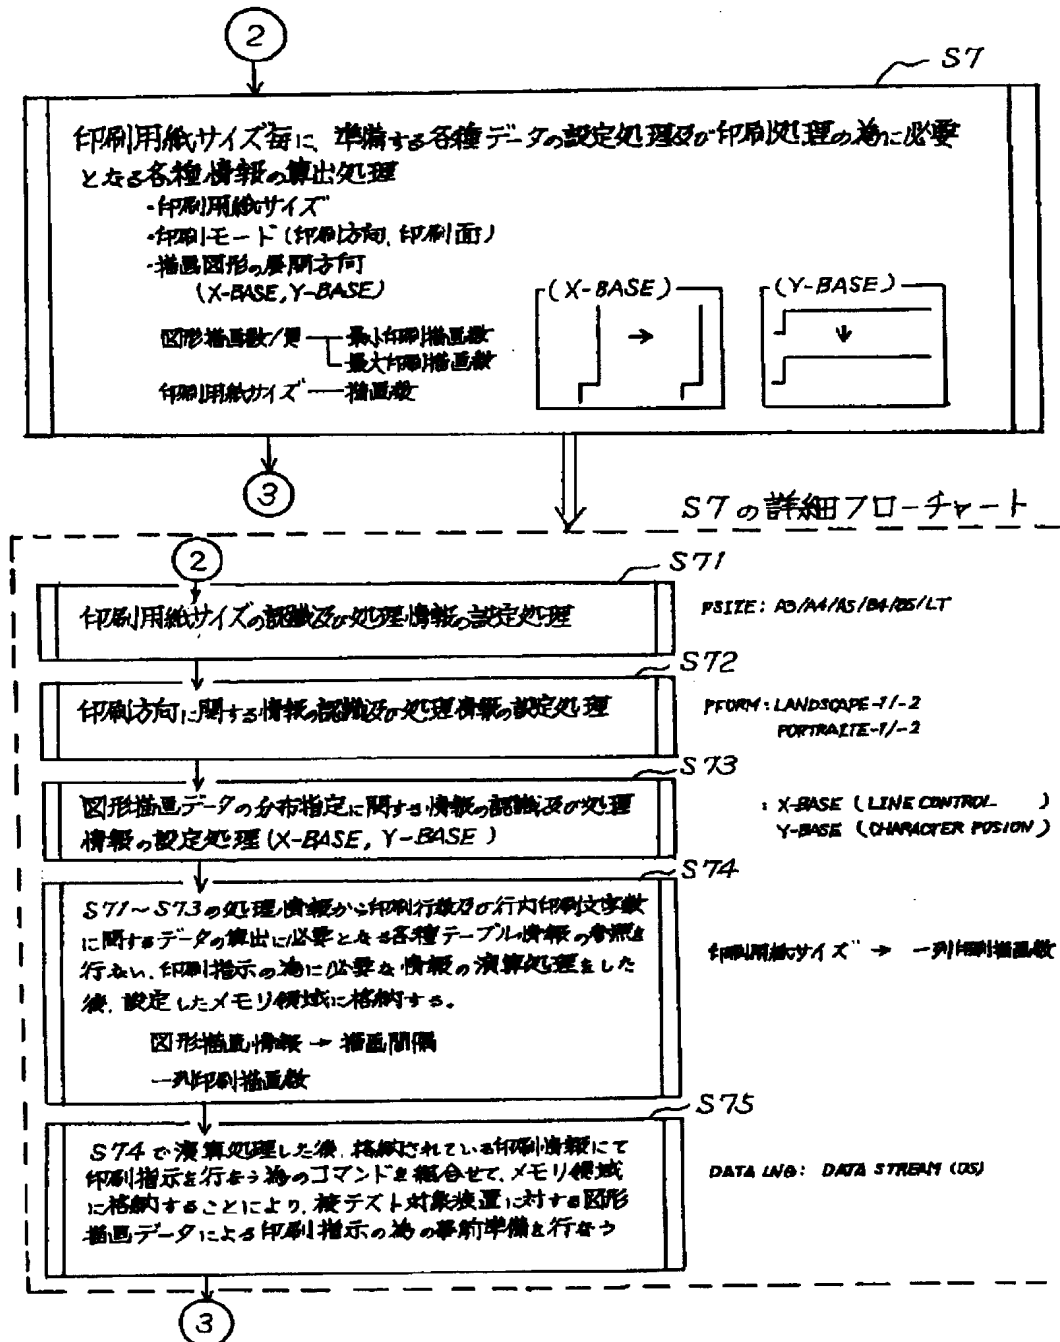 2
S7
印刷用紙サイズ毎に、準備する各種データの設定処理及び印刷処理の為に必要
となる各種情報の算出処理
・印刷用紙サイズ
・印刷モード(印刷方向、印刷面)
・描画図形の展開方向
(X-BASE, Y-BASE)
(X-BASE)
(Y-BASE)
図形描画数/頁 最小印刷描画数
最大印刷描画数
印刷用紙サイズ 描画数
3
S7の詳細フローチャート
2
S71
印刷用紙サイズの認識及び処理情報の設定処理
PSITE: A3/A4/A5/B4/B5/LT
S72
印刷方向に関する情報の認識及び処理情報の設定処理
PFORM: LANDSCAPE-1/-2
PORTRAITE-1/-2
S73
図形描画データの分布指定に関する情報の認識及び処理
情報の設定処理(X-BASE, Y-BASE)
: X-BASE (LINE CONTROL )
Y-BASE (CHARACTER POSION)
S74
S71~S73の処理情報から印刷行数及び行内印刷文字数
に関するデータの算出に必要となる各種テーブル情報の参照を
行ない、印刷指示の為に必要な情報の演算処理をした
後、設定したメモリ領域に格納する。
図形描画情報→描画間隔
一列印刷描画数
印刷用紙サイズ → 一列印刷描画数
S75
S74で演算処理した後、格納されている印刷情報にて
印刷指示を行なう為のコマンドを組合せて、メモリ領域
に格納することにより、被テスト対象装置に対する図形
描画データによる印刷指示の為の事前準備を行なう
DATA LNG: DATA STREAM (DS)
3